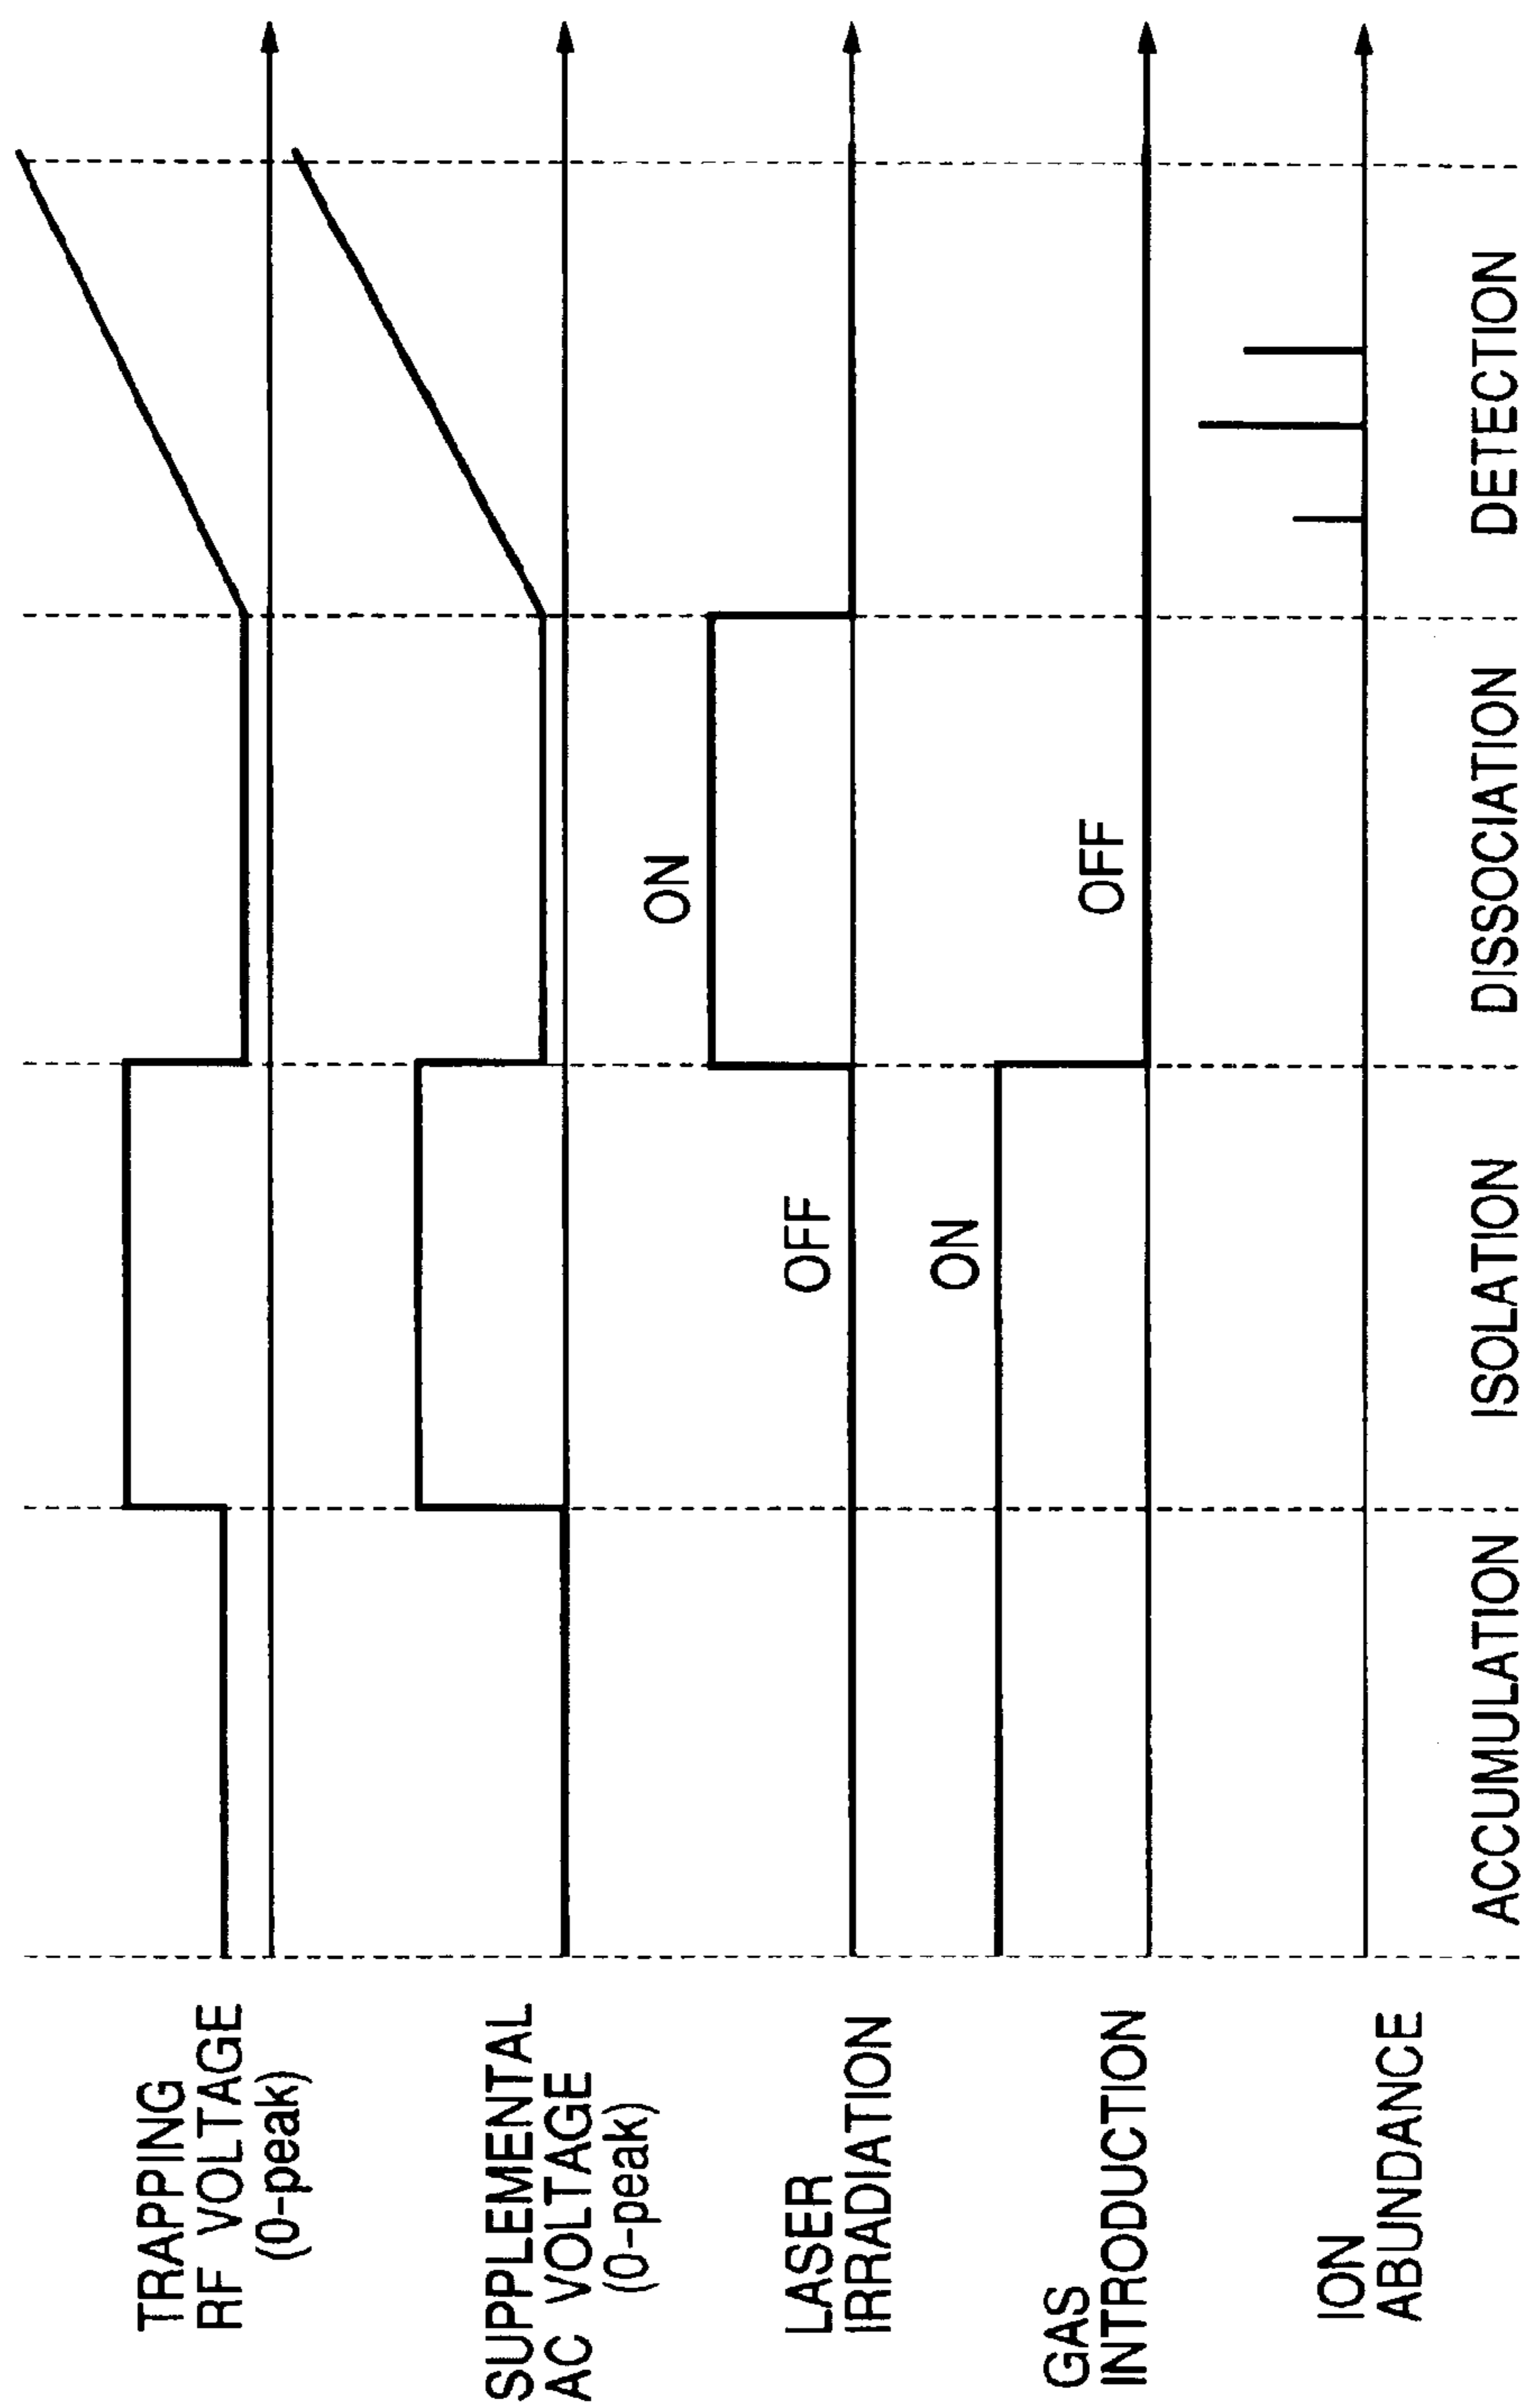 TRAPPING
RF VOLTAGE
(0-peak)
SUPPLEMENTAL
AC VOLTAGE
(0-peak)
ON
LASER
IRRADIATION
OFF
ON
GAS
INTRODUCTION
OFF
ION
ABUNDANCE
ACCUMULATION
ISOLATION
DISSOCIATION
DETECTION